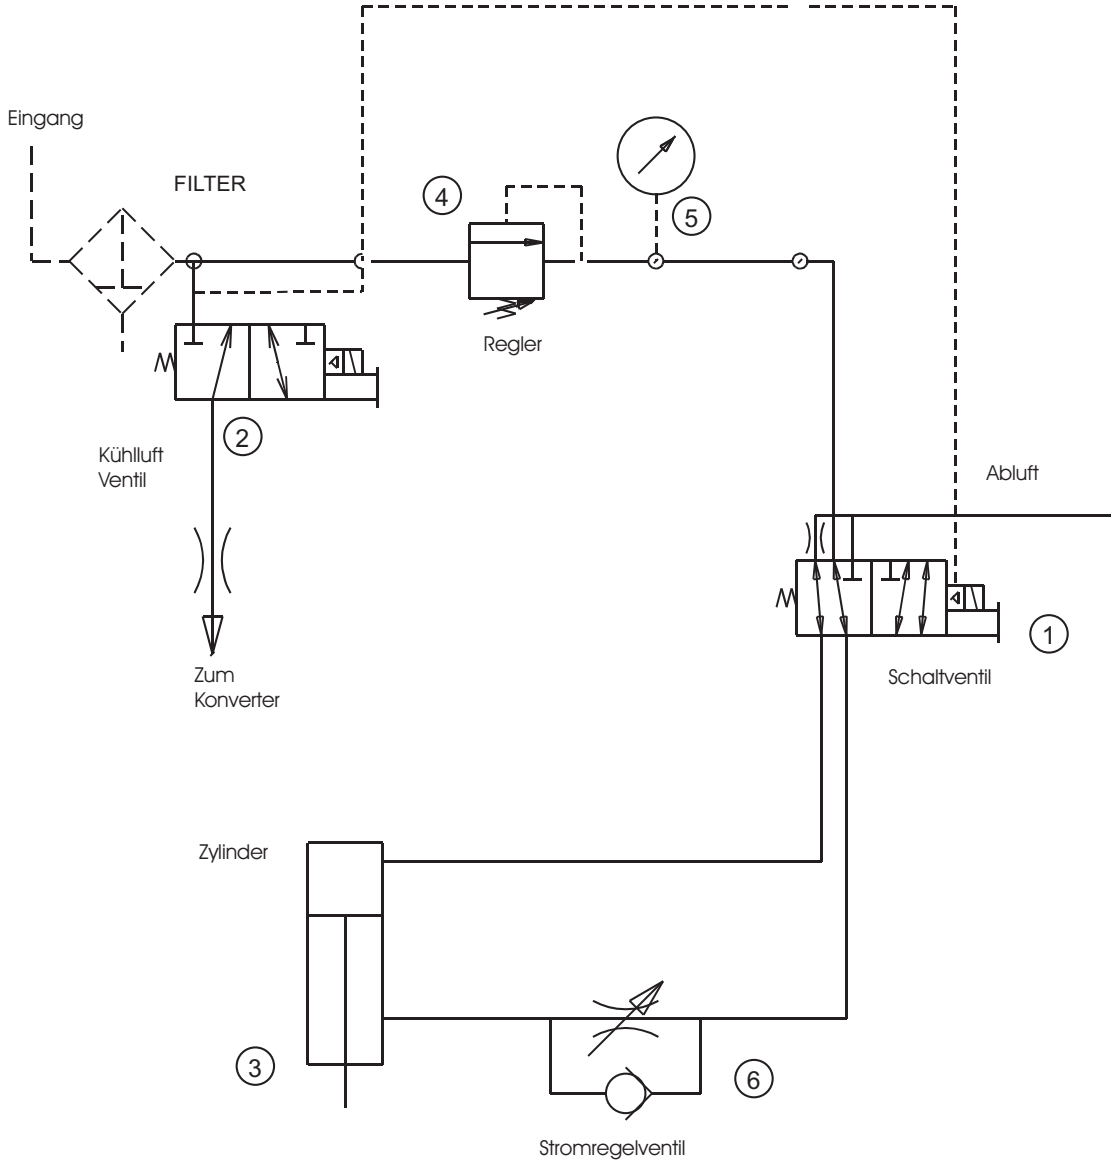 Eingang
FILTER
4
5
Regler
2
Kühlluft
Ventil
Abluft
1
Zum
Konverter
Schaltventil
Zylinder
3
6
Stromregelventil